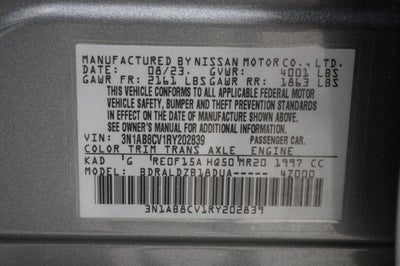 MANUFACTURED BY NISSAN MOTOR CO., LTD.
DATE: 08/23. GVWR: 4001 LBS
GAWR FR: 2161 LBS GAWR RR: 1863 LBS
THIS VEHICLE CONFORMS TO ALL
APPLICABLE FEDERAL MOTOR
VEHICLE SAFETY, BUMPER AND THEFT PREVENTION STANDARDS
IN EFFECT ON THE DATE OF MANUFACTURE SHOWN ABOVE.
SEE OWNER'S MANUAL FOR ADDITIONAL INFORMATION
VIN: 3N1AB8CV1RY202839 PASSENGER CAR.
COLOR TRIM TRANS AXLE ENGINE
KAD G RE0F15A HQ50 MR20 1997 CC
MODEL: BDRALDZB18DUA----- 4Z000
3N1AB8CV1RY202839